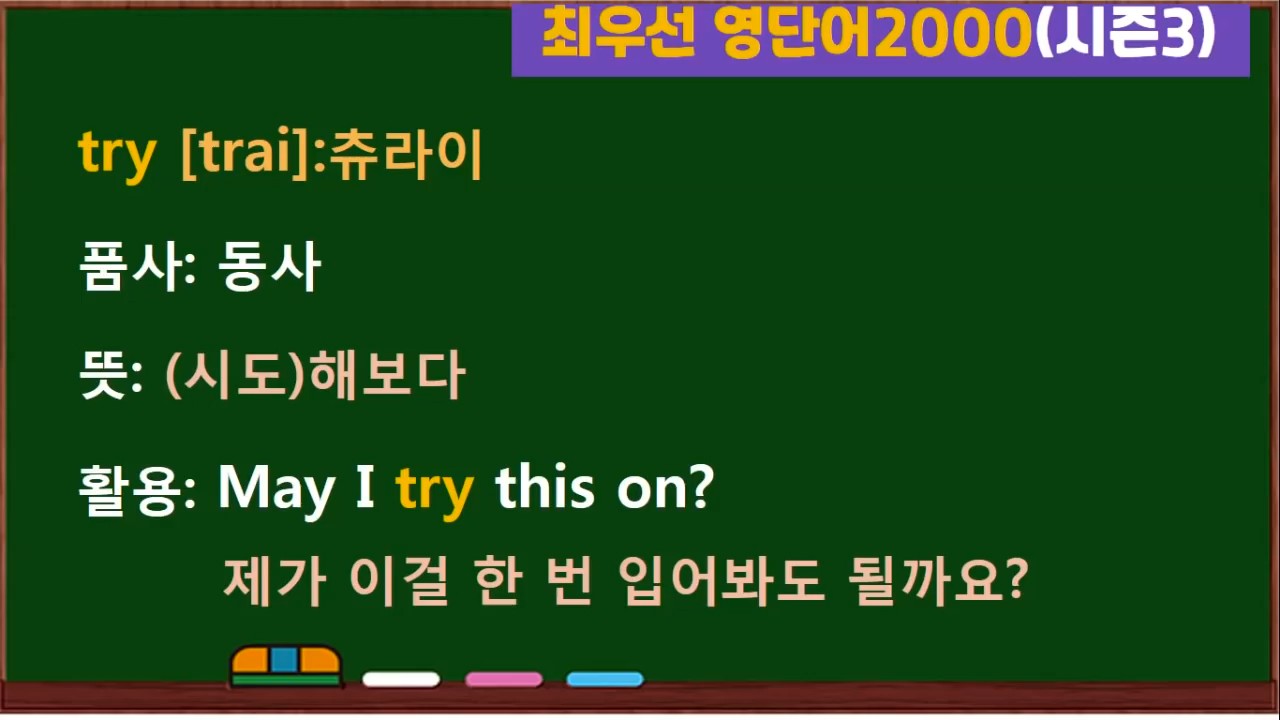 최우선 영단어2000(시즌3)
try [trai]:츄라이
품사: 동사
뜻: (시도)해보다
활용: May I try this on?
제가 이걸 한 번 입어봐도 될까요?